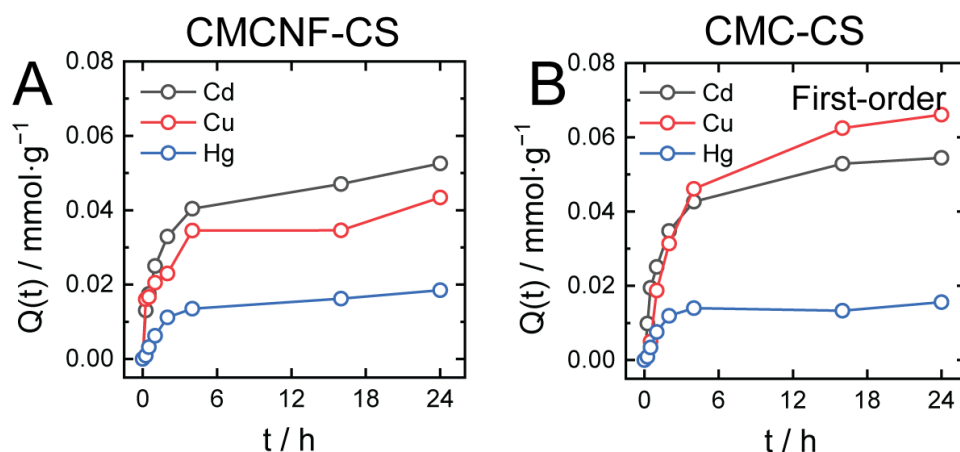 CMCNF-CS
A
Cd
Cu
Hg
0.08
0.06
0.04
0.02
0.00
Q(t) / mmol·g⁻¹
0
6
12
18
24
t / h
CMC-CS
B
First-order
Cd
Cu
Hg
0.08
0.06
0.04
0.02
0.00
Q(t) / mmol·g⁻¹
0
6
12
18
24
t / h